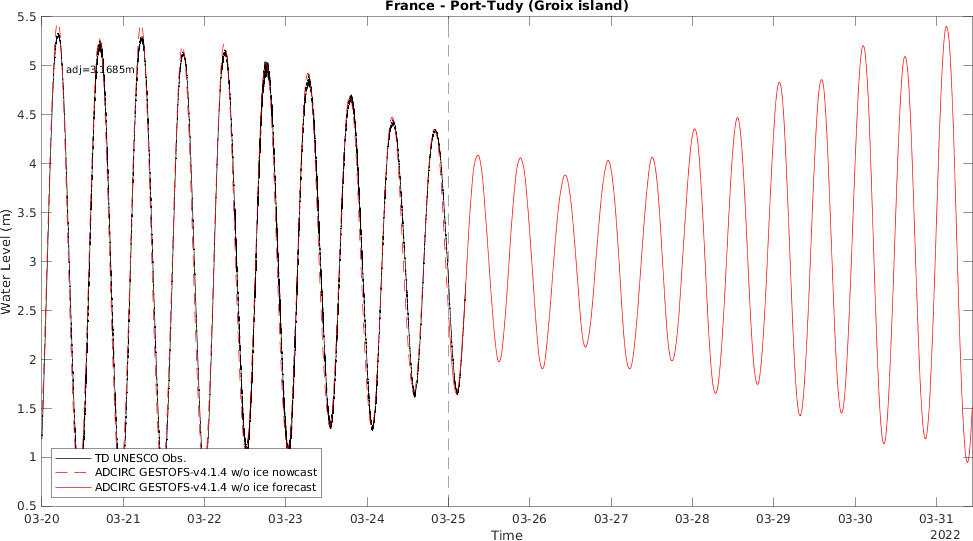 France - Port-Tudy (Groix island)
5.5
5
4.5
4
3.5
3
2.5
2
1.5
1
0.5
Water Level (m)
adj=3.1685m
TD UNESCO Obs.
ADCIRC GESTOFS-v4.1.4 w/o ice nowcast
ADCIRC GESTOFS-v4.1.4 w/o ice forecast
03-20 03-21 03-22 03-23 03-24 03-25 03-26 03-27 03-28 03-29 03-30 03-31
Time
2022